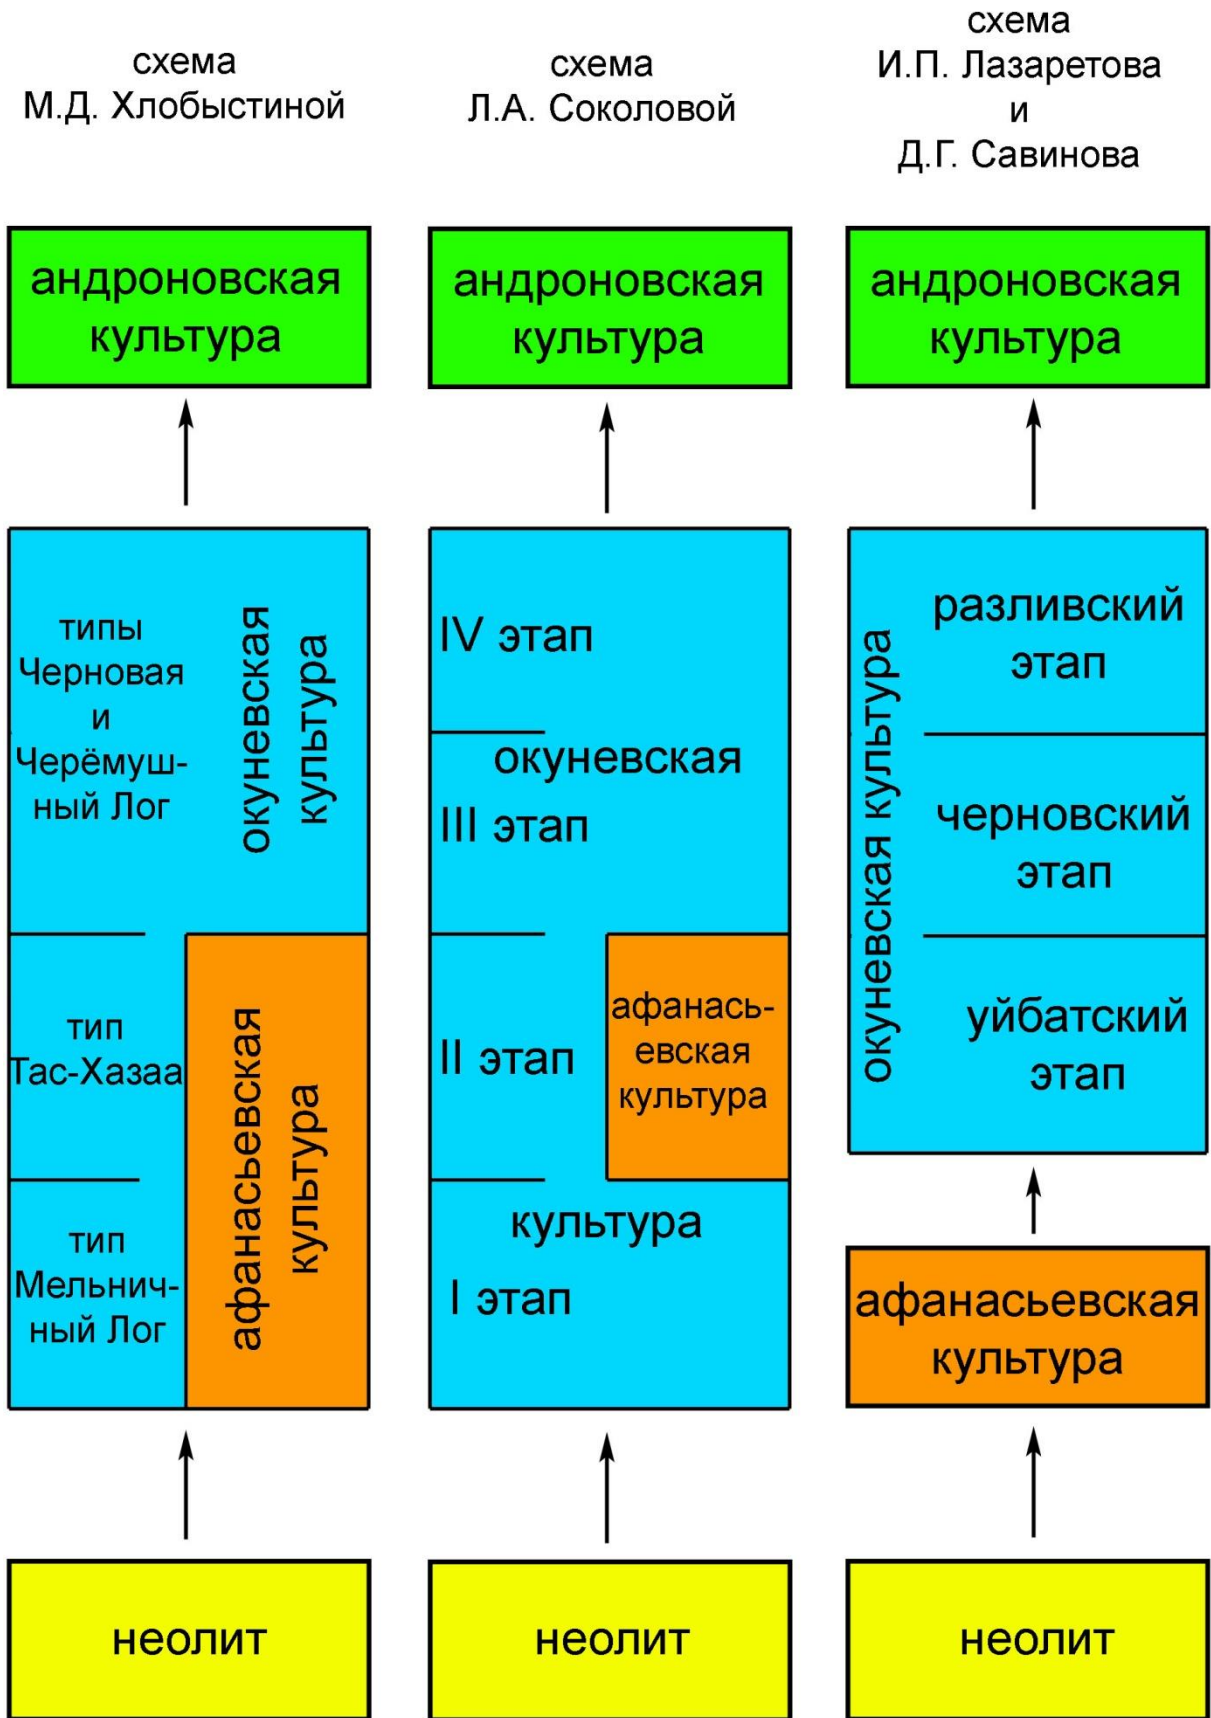 схема
М.Д. Хлобыстиной
андроновская
культура
типы
Черновая
и
Черёмуш-
ный Лог
окуневская
культура
тип
Тас-Хазаа
тип
Мельнич-
ный Лог
афанасьевская
культура
неолит
схема
Л.А. Соколовой
андроновская
культура
IV этап
окуневская
III этап
II этап
афанась-
евская
культура
культура
I этап
неолит
схема
И.П. Лазаретова
и
Д.Г. Савинова
андроновская
культура
окуневская культура
разливский
этап
черновский
этап
уйбатский
этап
афанасьевская
культура
неолит